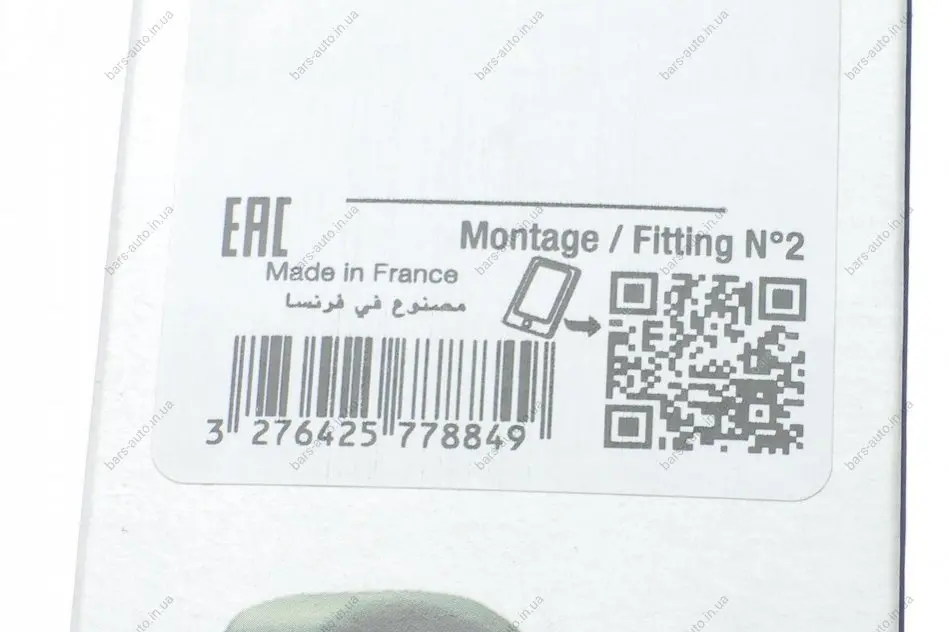 EAC
Montage / Fitting N°2
Made in France
مصنوع في فرنسا
3 276425 778849
bars-auto.in.ua